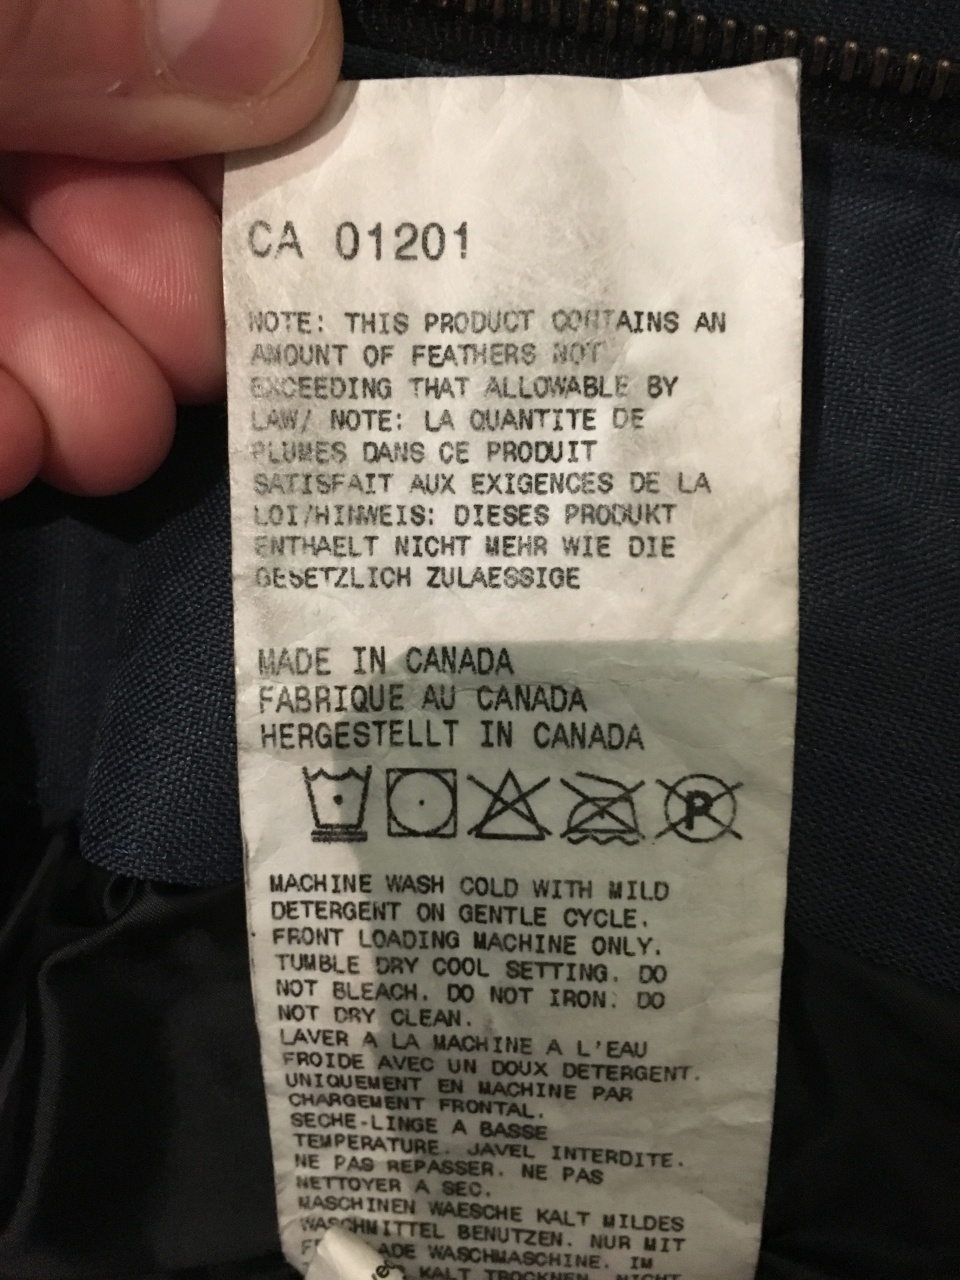 CA 01201
NOTE: THIS PRODUCT CONTAINS AN
AMOUNT OF FEATHERS NOT
EXCEEDING THAT ALLOWABLE BY
LAW/ NOTE: LA QUANTITE DE
PLUMES DANS CE PRODUIT
SATISFAIT AUX EXIGENCES DE LA
LOI/HINWEIS: DIESES PRODUKT
ENTHAELT NICHT MEHR WIE DIE
GESETZLICH ZULAESSIGE
MADE IN CANADA
FABRIQUE AU CANADA
HERGESTELLT IN CANADA
P
MACHINE WASH COLD WITH MILD
DETERGENT ON GENTLE CYCLE.
FRONT LOADING MACHINE ONLY.
TUMBLE DRY COOL SETTING. DO
NOT BLEACH. DO NOT IRON. DO
NOT DRY CLEAN.
LAVER A LA MACHINE A L'EAU
FROIDE AVEC UN DOUX DETERGENT.
UNIQUEMENT EN MACHINE PAR
CHARGEMENT FRONTAL.
SECHE-LINGE A BASSE
TEMPERATURE. JAVEL INTERDITE.
NE PAS REPASSER. NE PAS
NETTOYER A SEC.
MASCHINEN WAESCHE KALT MILDES
WASCHMITTEL BENUTZEN. NUR MIT
WASCHMASCHINE. IM
KALT TROCKNEN. NICHT